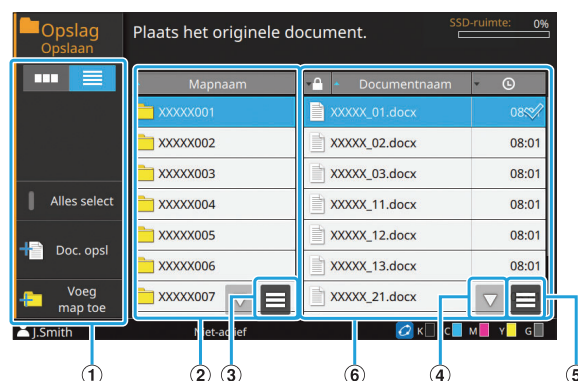 Opslag
Opslaan
Plaats het originele document.
SSD-ruimte: 0%
Mapnaam
Documentnaam
XXXXX001
XXXXX_01.docx
XXXXX002
XXXXX_02.docx 08:01
XXXXX003
XXXXX_03.docx 08:01
XXXXX004
XXXXX_11.docx 08:01
XXXXX005
XXXXX_12.docx 08:01
XXXXX006
XXXXX_13.docx 08:01
XXXXX007
XXXXX_21.docx
Alles select
Doc. opsl
Voeg
map toe
J.Smith
Niet-actief
K C M Y G
1 2 3 6 4 5